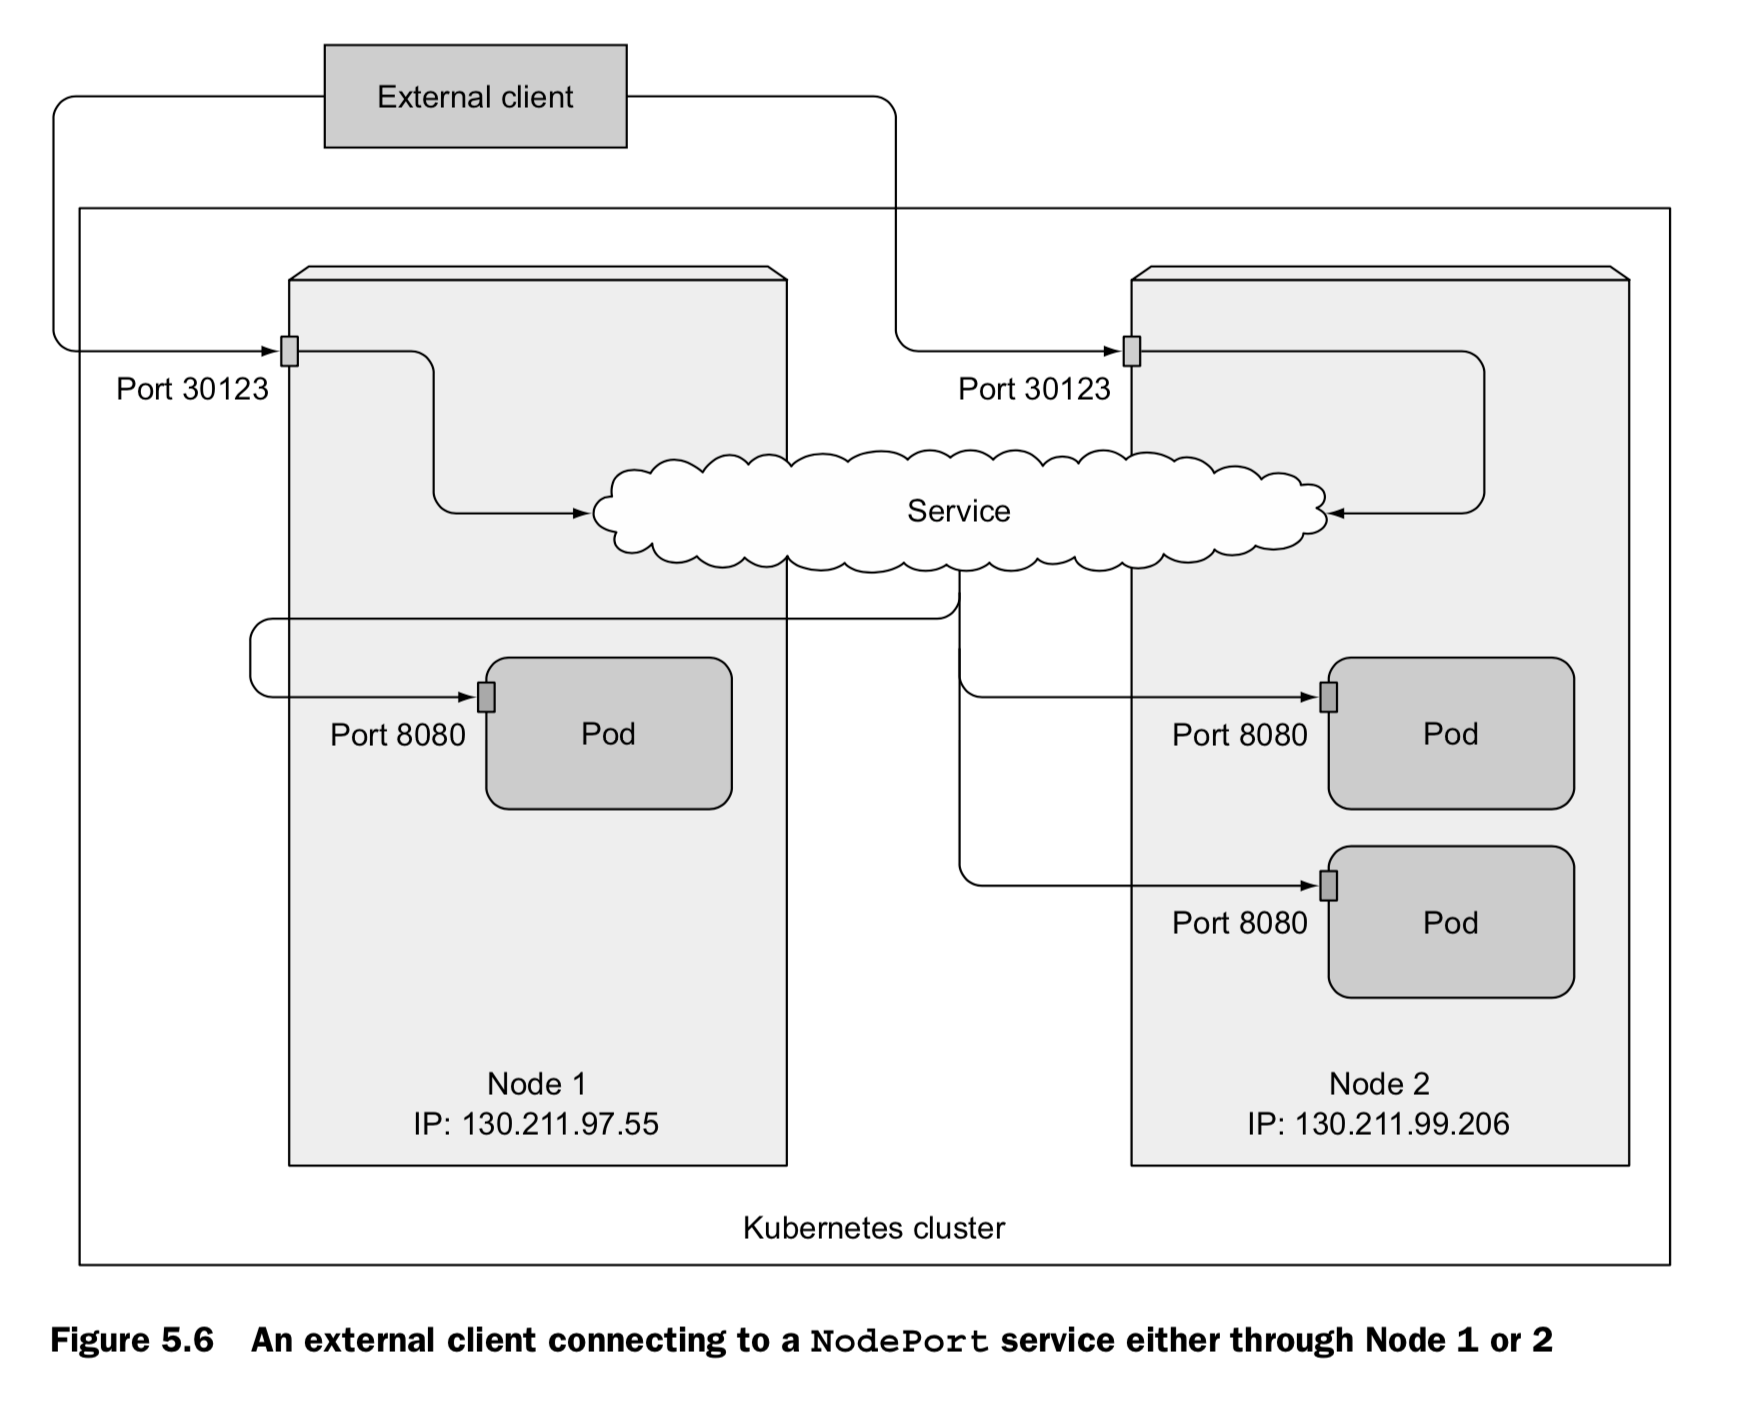 External client
Port 30123
Port 30123
Service
Port 8080
Pod
Port 8080
Pod
Port 8080
Pod
Node 1
IP: 130.211.97.55
Node 2
IP: 130.211.99.206
Kubernetes cluster
Figure 5.6 An external client connecting to a NodePort service either through Node 1 or 2